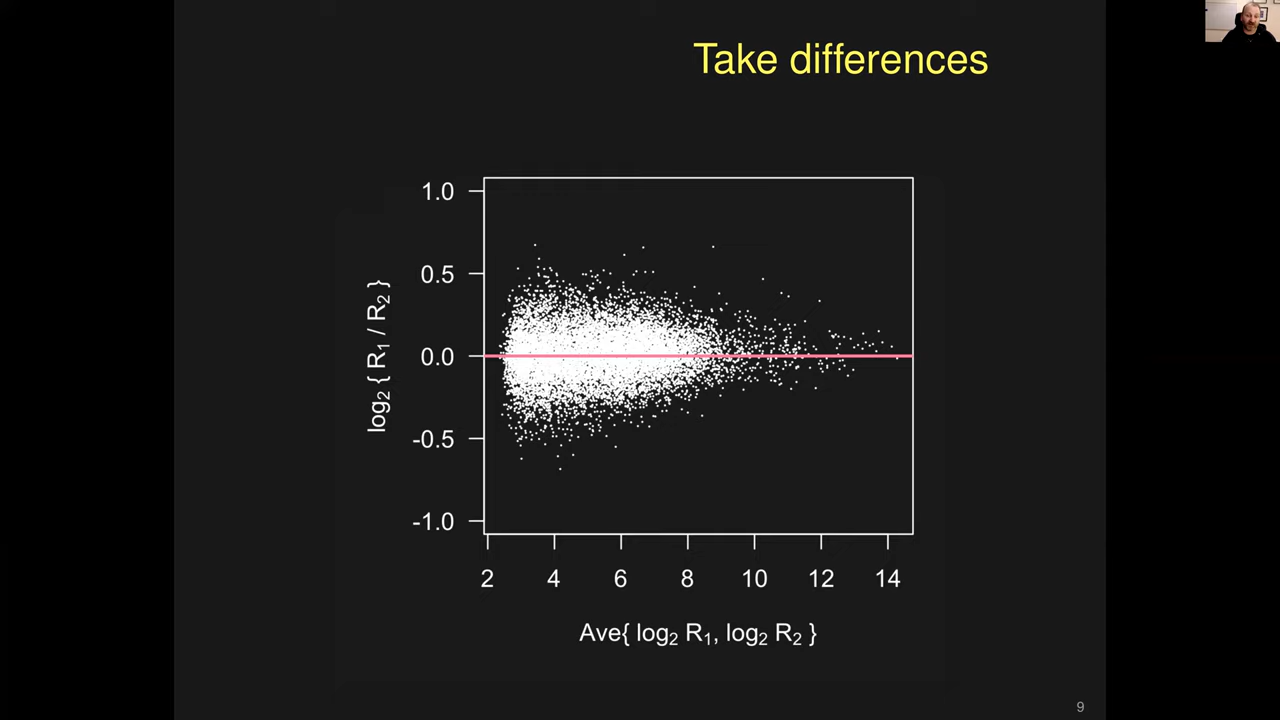 Take differences
1.0
0.5
0.0
-0.5
-1.0
log₂ { R₁ / R₂ }
2 4 6 8 10 12 14
Ave{ log₂ R₁, log₂ R₂ }
9